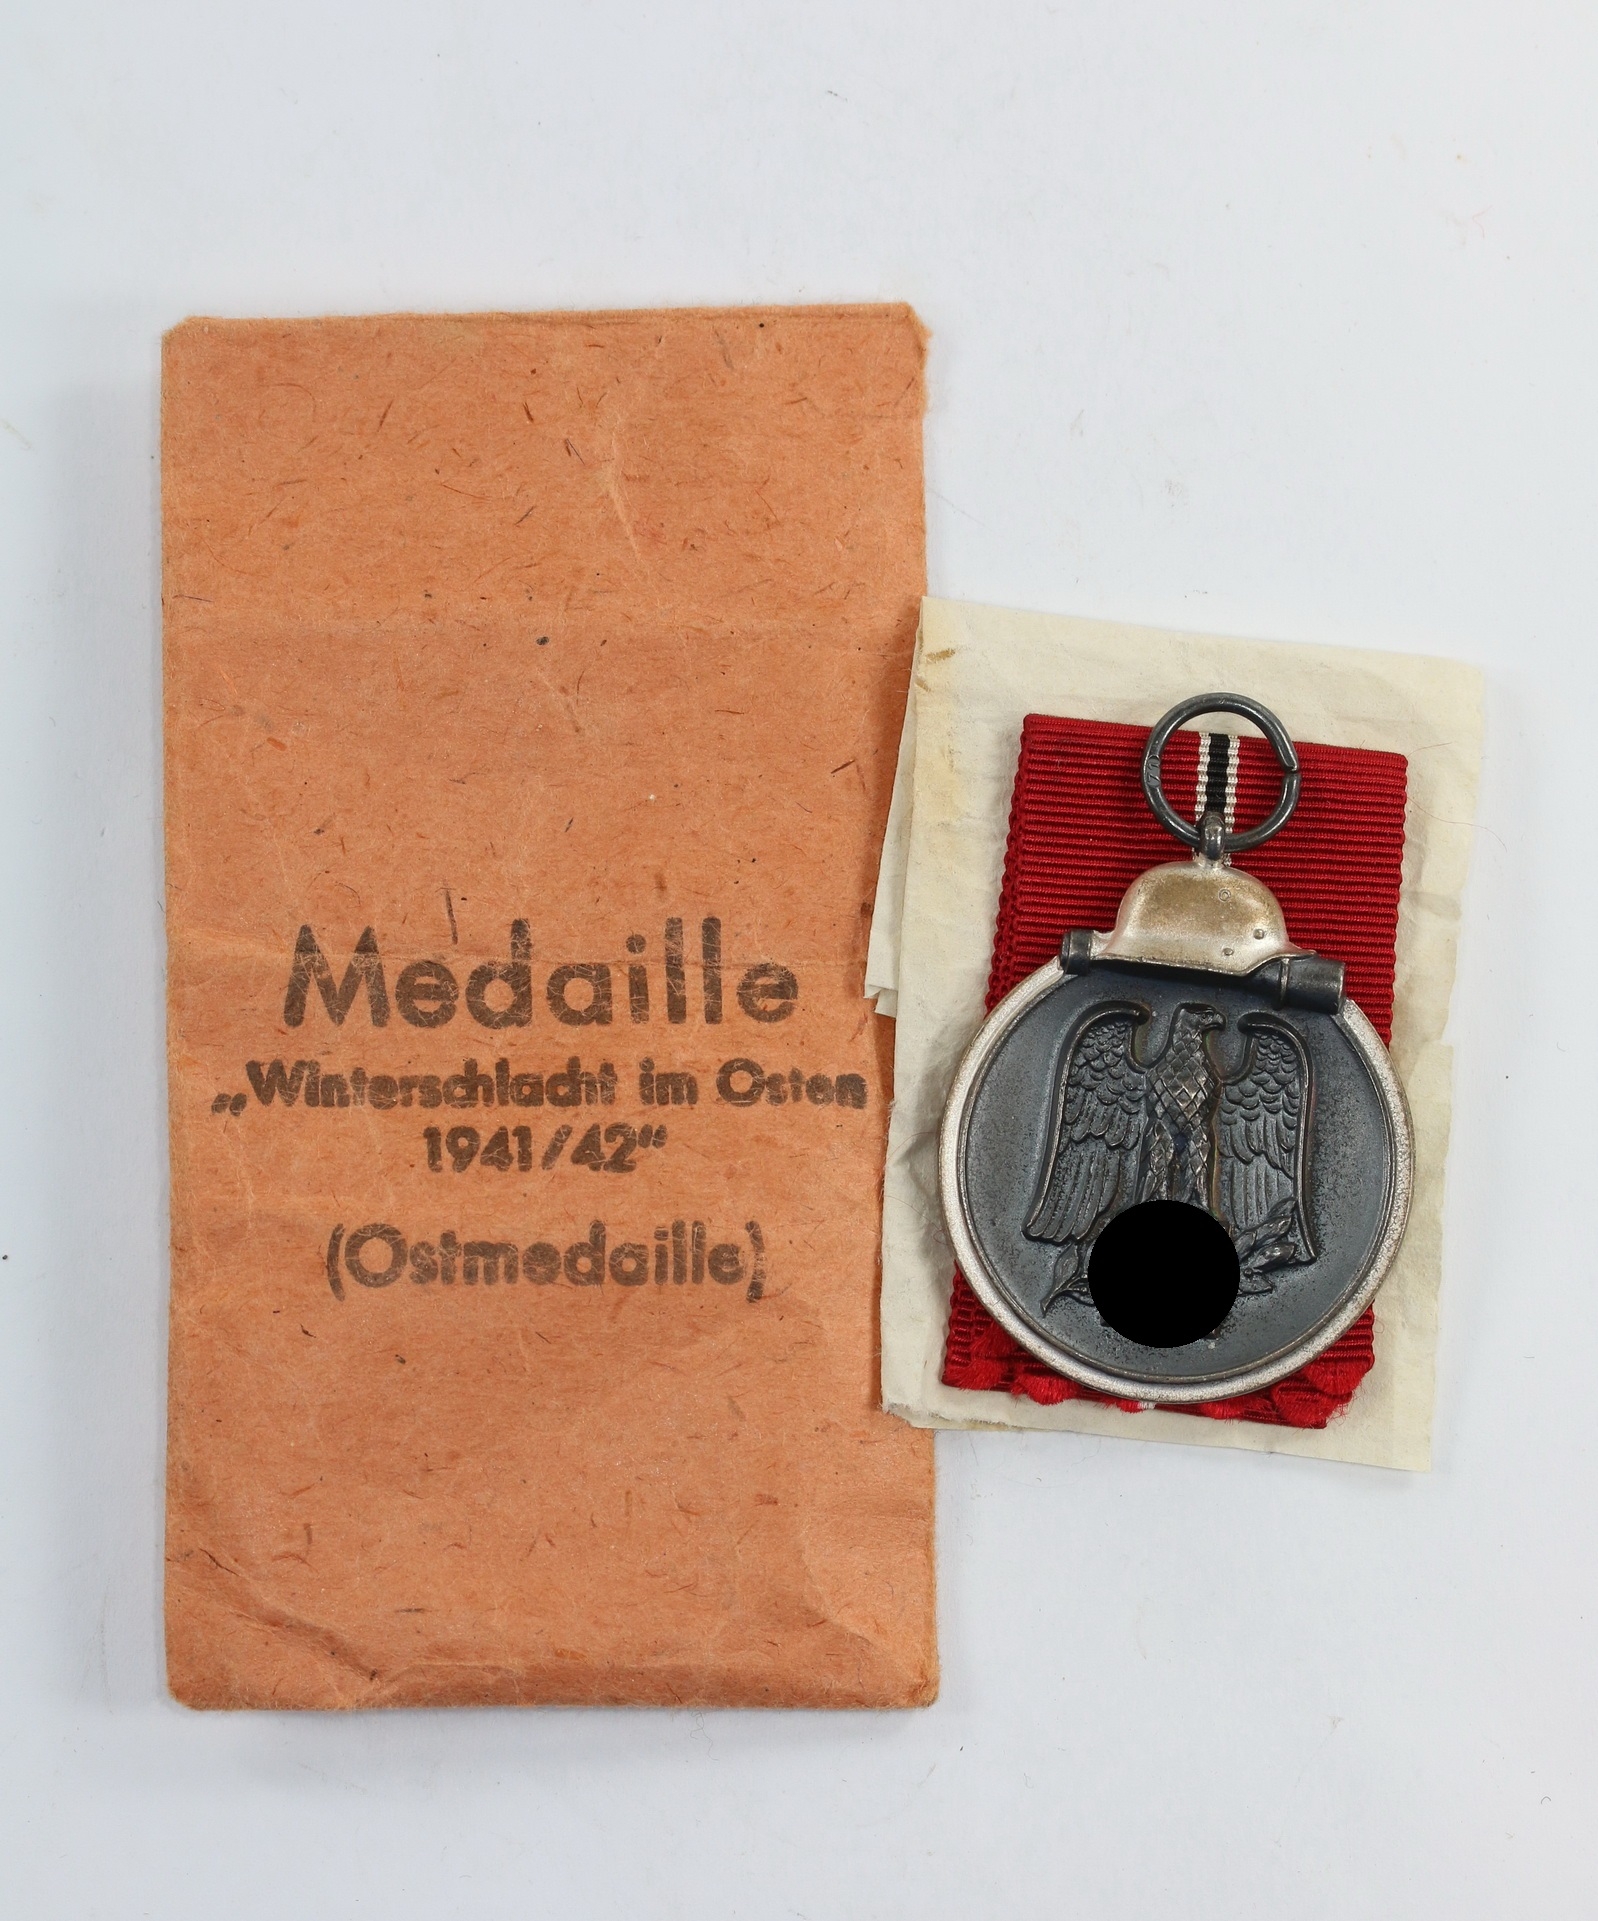 Medaille
„Winterschlacht im Osten
1941/42“
(Ostmedaille)